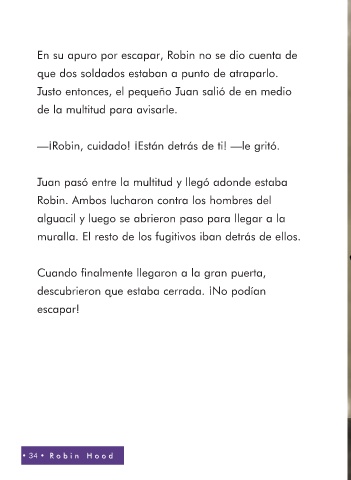 En su apuro por escapar, Robin no se dio cuenta de
que dos soldados estaban a punto de atraparlo.
Justo entonces, el pequeño Juan salió de en medio
de la multitud para avisarle.
—¡Robin, cuidado! ¡Están detrás de ti! —le gritó.
Juan pasó entre la multitud y llegó adonde estaba
Robin. Ambos lucharon contra los hombres del
alguacil y luego se abrieron paso para llegar a la
muralla. El resto de los fugitivos iban detrás de ellos.
Cuando finalmente llegaron a la gran puerta,
descubrieron que estaba cerrada. ¡No podían
escapar!
• 34 • Robin Hood